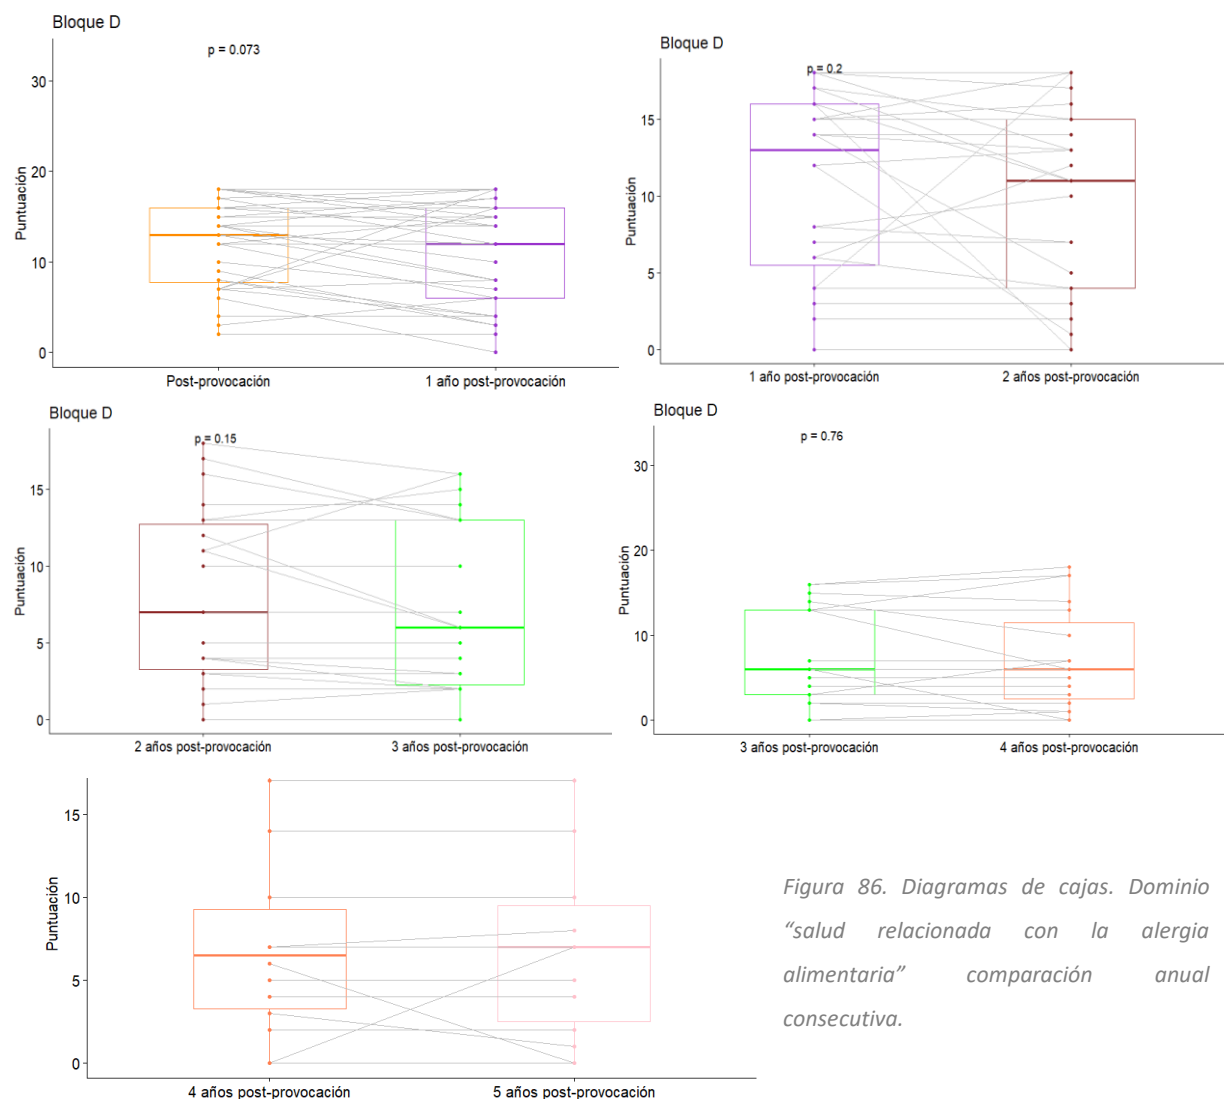 Bloque D
p = 0.073
30
20
10
0
Puntuación
Post-provocación
1 año post-provocación
Bloque D
p = 0.2
15
10
5
0
Puntuación
1 año post-provocación
2 años post-provocación
Bloque D
p = 0.15
15
10
5
0
Puntuación
2 años post-provocación
3 años post-provocación
Bloque D
p = 0.76
30
20
10
0
Puntuación
3 años post-provocación
4 años post-provocación
15
10
5
0
Puntuación
4 años post-provocación
5 años post-provocación
Figura 86. Diagramas de cajas. Dominio
“salud relacionada con la alergia
alimentaria” comparación anual
consecutiva.